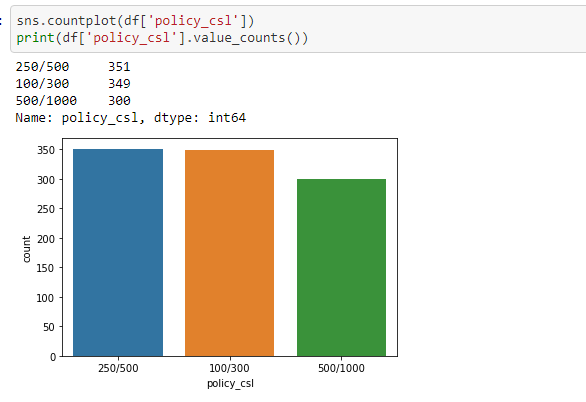 :
sns.countplot(df['policy_csl'])
print(df['policy_csl'].value_counts())
250/500     351
100/300     349
500/1000    300
Name: policy_csl, dtype: int64
350
300
250
200
150
100
50
0
count
250/500 100/300 500/1000
policy_csl